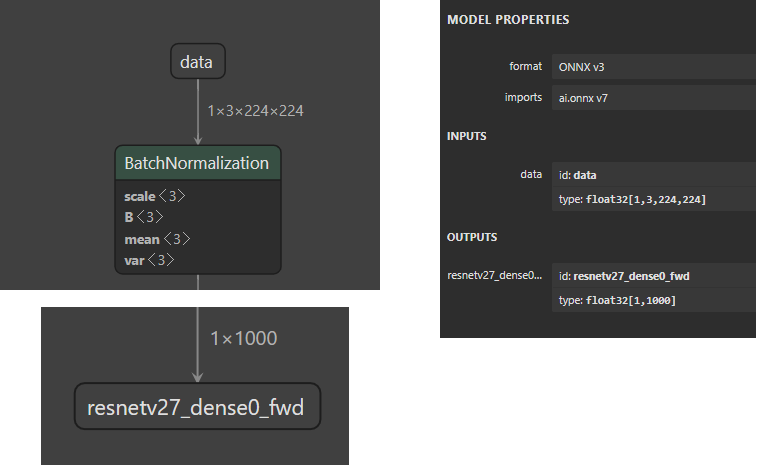 data
1×3×224×224
BatchNormalization
scale〈3〉
B〈3〉
mean〈3〉
var〈3〉
1×1000
resnetv27_dense0_fwd
MODEL PROPERTIES
format ONNX v3
imports ai.onnx v7
INPUTS
data id: data
type: float32[1,3,224,224]
OUTPUTS
resnetv27_dense0... id: resnetv27_dense0_fwd
type: float32[1,1000]